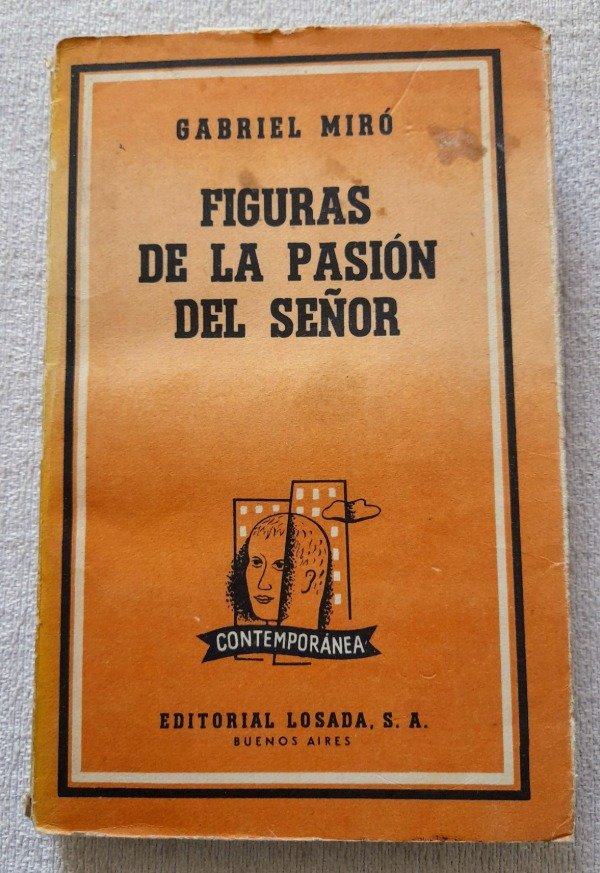 GABRIEL MIRÓ
FIGURAS
DE LA PASIÓN
DEL SEÑOR
CONTEMPORÁNEA
EDITORIAL LOSADA, S. A.
BUENOS AIRES